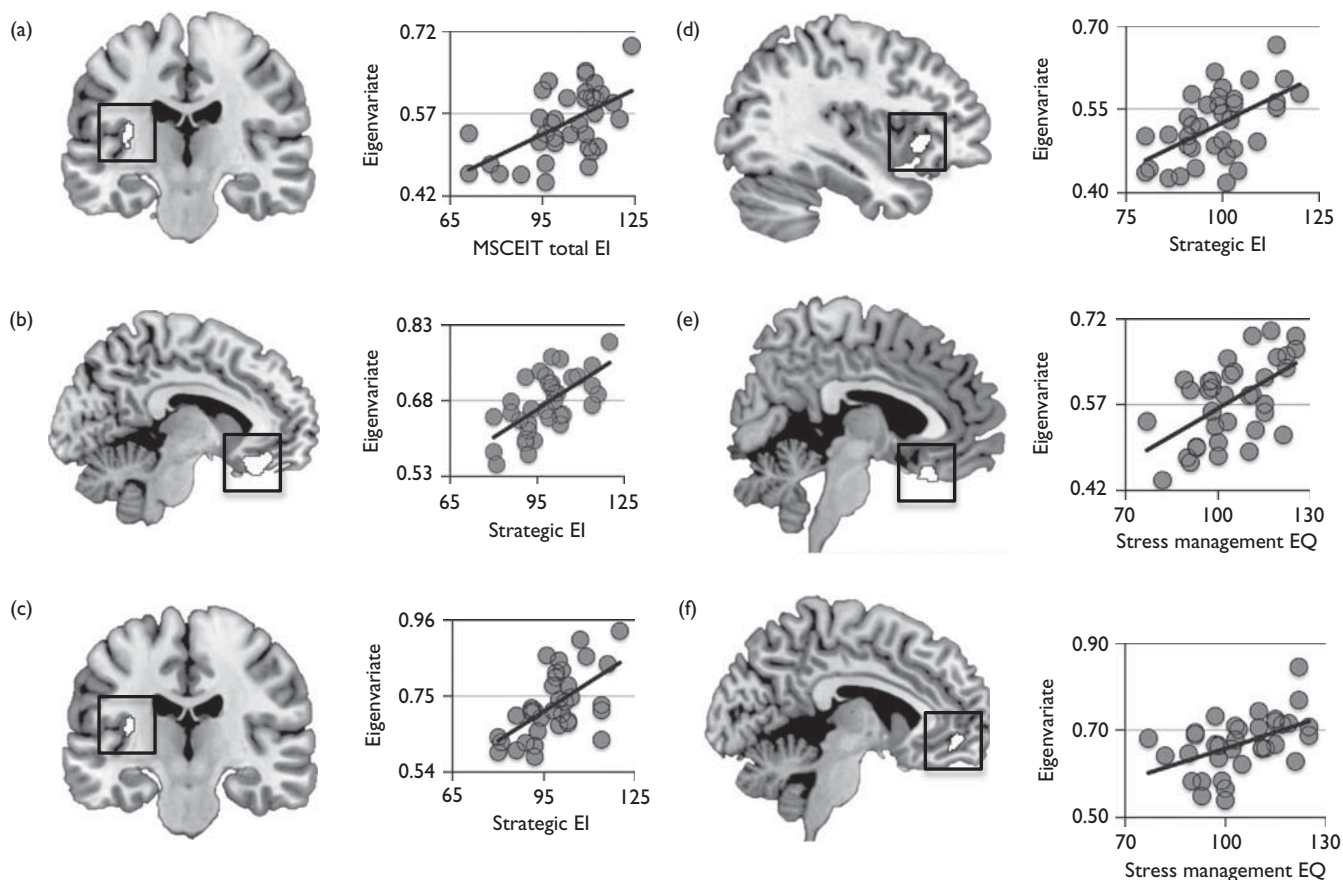 (a)
0.72
0.57
0.42
Eigenvariate
65 95 125
MSCEIT total EI
(b)
0.83
0.68
0.53
Eigenvariate
65 95 125
Strategic EI
(c)
0.96
0.75
0.54
Eigenvariate
65 95 125
Strategic EI
(d)
0.70
0.55
0.40
Eigenvariate
75 100 125
Strategic EI
(e)
0.72
0.57
0.42
Eigenvariate
70 100 130
Stress management EQ
(f)
0.90
0.70
0.50
Eigenvariate
70 100 130
Stress management EQ